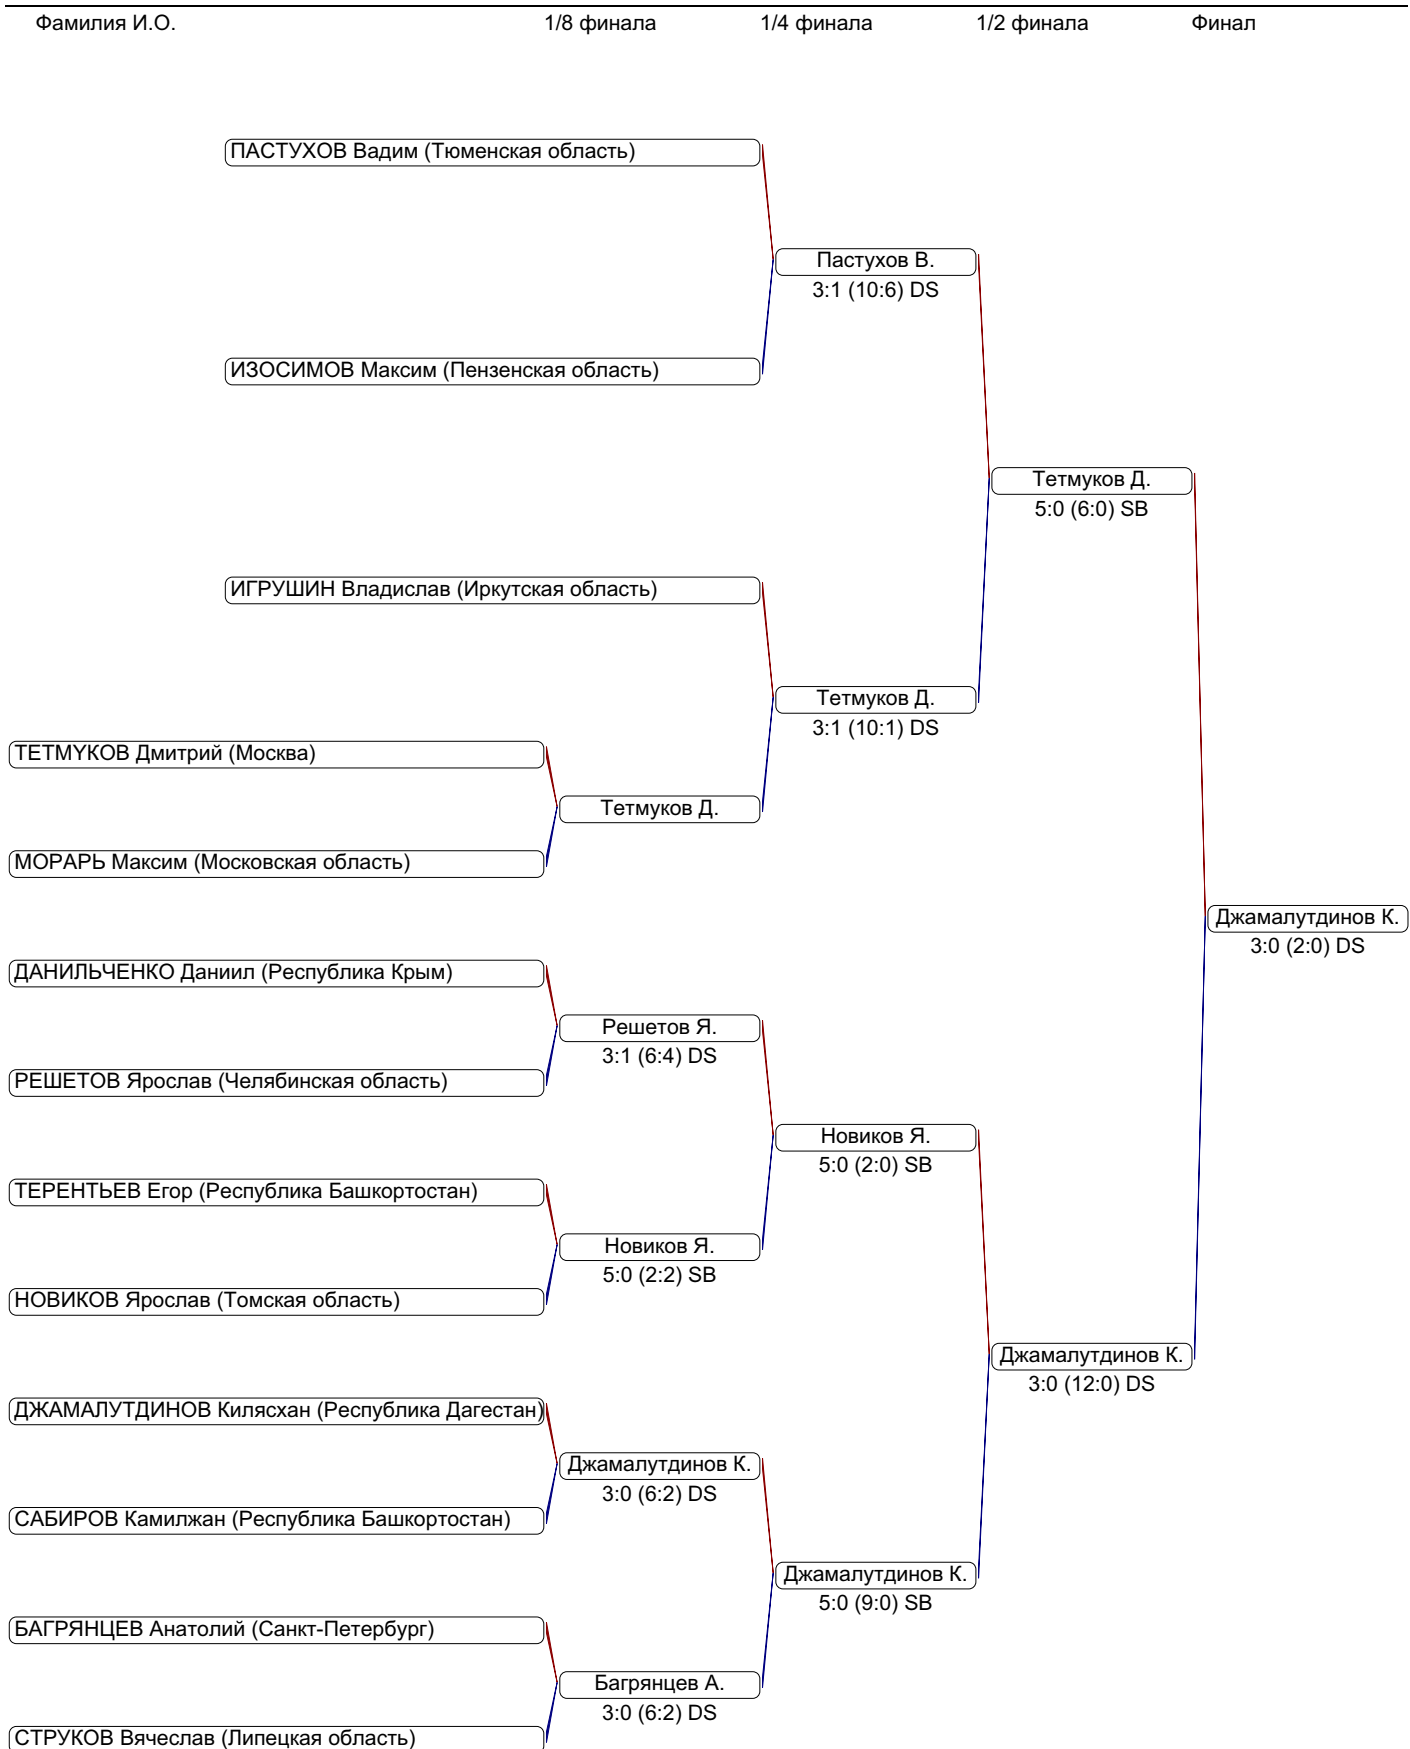 Фамилия И.О. 1/8 финала 1/4 финала 1/2 финала Финал
ПАСТУХОВ Вадим (Тюменская область)
Пастухов В.
3:1 (10:6) DS
ИЗОСИМОВ Максим (Пензенская область)
Тетмуков Д.
5:0 (6:0) SB
ИГРУШИН Владислав (Иркутская область)
Тетмуков Д.
3:1 (10:1) DS
ТЕТМУКОВ Дмитрий (Москва)
Тетмуков Д.
МОРАРЬ Максим (Московская область)
Джамалутдинов К.
3:0 (2:0) DS
ДАНИЛЬЧЕНКО Даниил (Республика Крым)
Решетов Я.
3:1 (6:4) DS
РЕШЕТОВ Ярослав (Челябинская область)
Новиков Я.
5:0 (2:0) SB
ТЕРЕНТЬЕВ Егор (Республика Башкортостан)
Новиков Я.
5:0 (2:2) SB
НОВИКОВ Ярослав (Томская область)
Джамалутдинов К.
3:0 (12:0) DS
ДЖАМАЛУТДИНОВ Килясхан (Республика Дагестан)
Джамалутдинов К.
3:0 (6:2) DS
САБИРОВ Камилжан (Республика Башкортостан)
Джамалутдинов К.
5:0 (9:0) SB
БАГРЯНЦЕВ Анатолий (Санкт-Петербург)
Багрянцев А.
3:0 (6:2) DS
СТРУКОВ Вячеслав (Липецкая область)